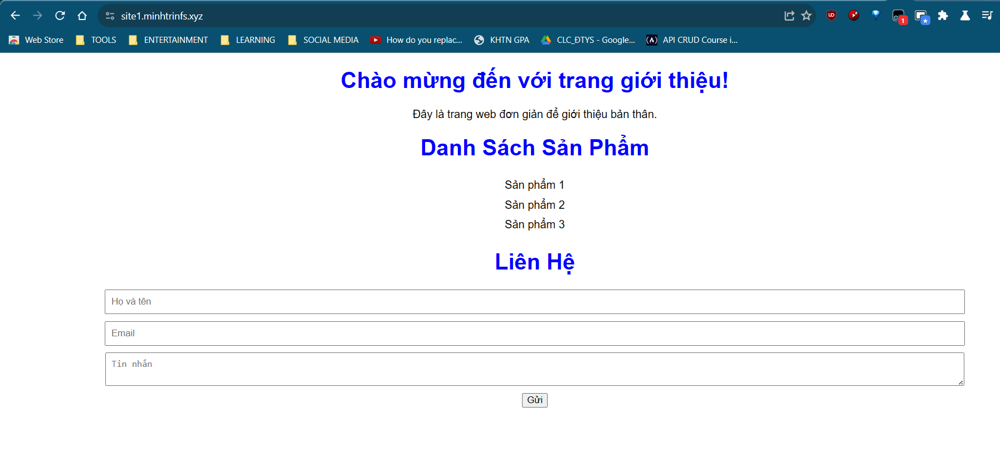 site1.minhtrinfs.xyz
1
Web Store TOOLS ENTERTAINMENT LEARNING SOCIAL MEDIA How do you replac... KHTN GPA CLC_ĐTYS - Google... API CRUD Course i...
Chào mừng đến với trang giới thiệu!
Đây là trang web đơn giản để giới thiệu bản thân.
Danh Sách Sản Phẩm
Sản phẩm 1
Sản phẩm 2
Sản phẩm 3
Liên Hệ
Họ và tên
Email
Tin nhắn
Gửi